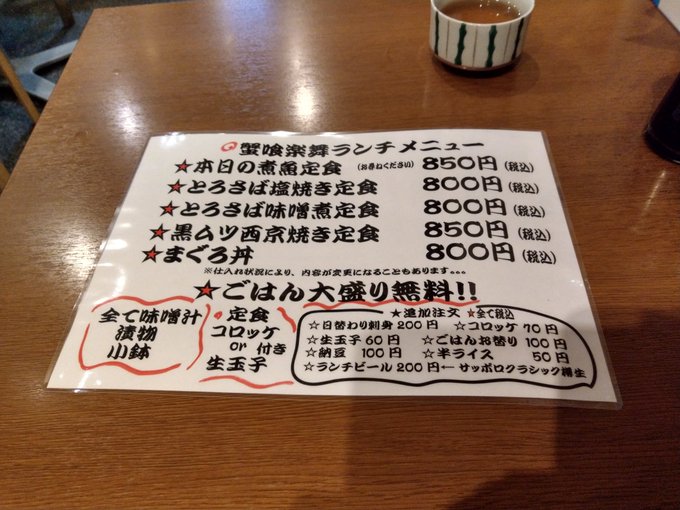 蟹喰楽舞ランチメニュー
★本日の煮魚定食 (お尋ねください) 850円(税込)
★とろさば塩焼き定食 800円(税込)
★とろさば味噌煮定食 800円(税込)
★黒ムツ西京焼き定食 850円(税込)
★まぐろ丼 800円(税込)
※仕入れ状況により、内容が変更になることもあります。。。
★ごはん大盛り無料!!
全て味噌汁
漬物
小鉢
定食
コロッケ
or 付き
生玉子
★追加注文 ★全て税込
☆日替わり刺身 200円 ☆コロッケ 70円
☆生玉子 60円 ☆ごはんお替り 100円
☆納豆 100円 ☆半ライス 50円
☆ランチビール 200円←サッポロクラシック樽生